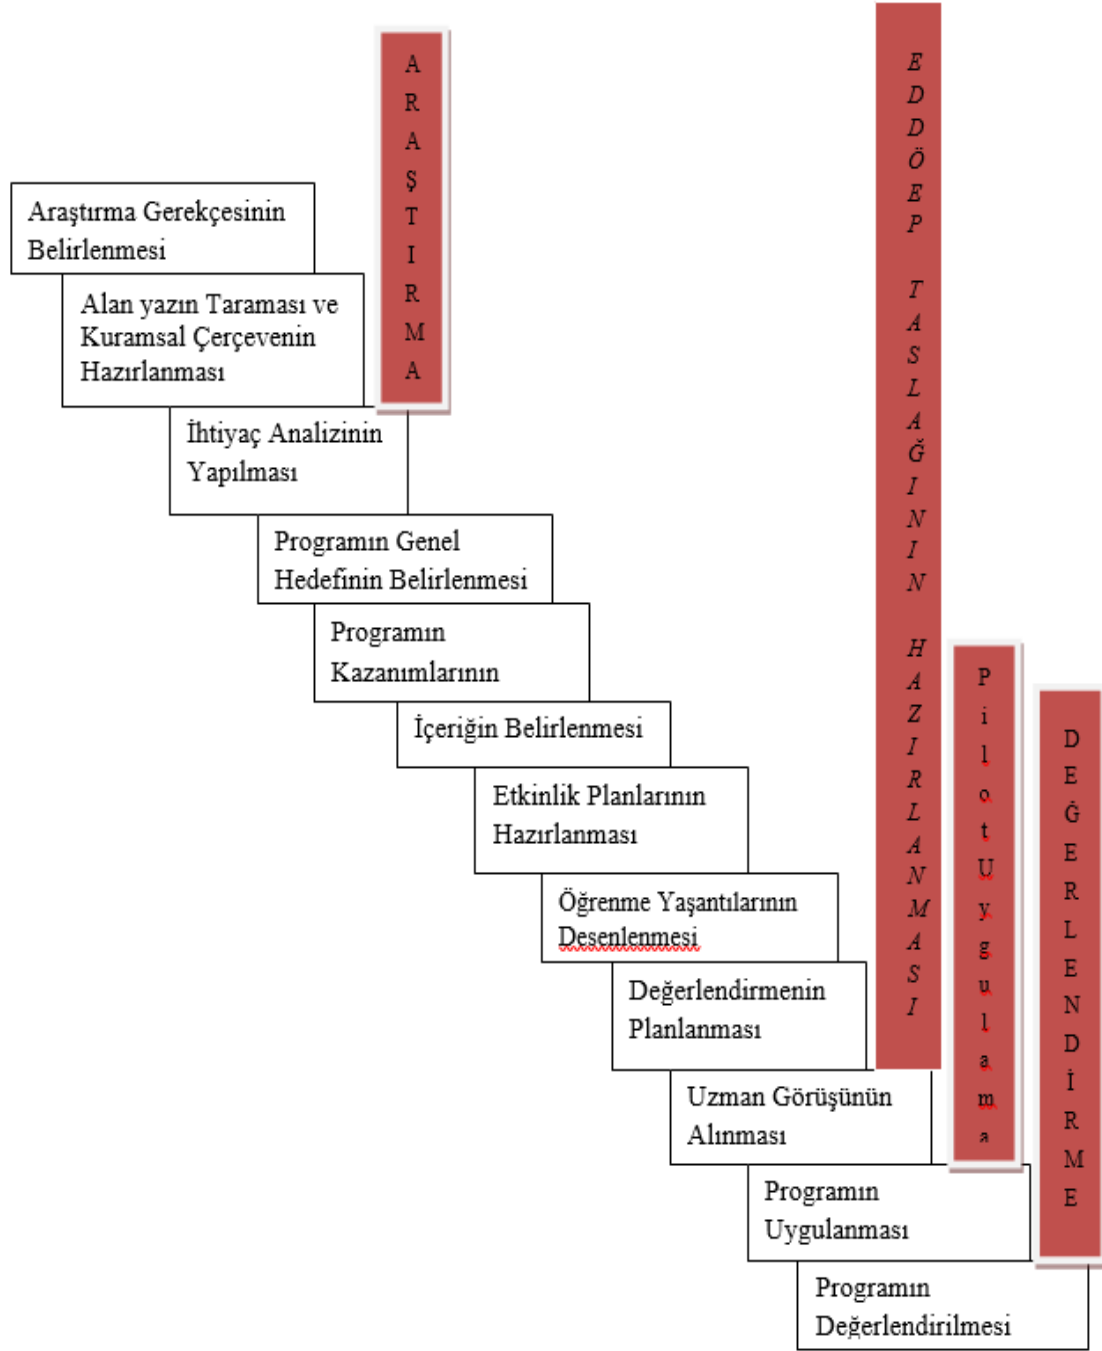 ARAŞTIRMA
EDDÖEP TASLAĞININ HAZIRLANMASI
Araştırma Gerekçesinin
Belirlenmesi
Alan yazın Taraması ve
Kuramsal Çerçevenin
Hazırlanması
İhtiyaç Analizinin
Yapılması
Programın Genel
Hedefinin Belirlenmesi
Programın
Kazanımlarının
İçeriğin Belirlenmesi
Etkinlik Planlarının
Hazırlanması
Öğrenme Yaşantılarının
Desenlenmesi
Değerlendirmenin
Planlanması
Uzman Görüşünün
Alınması
Pilot Uygulama
DEĞERLENDİRME
Programın
Uygulanması
Programın
Değerlendirilmesi